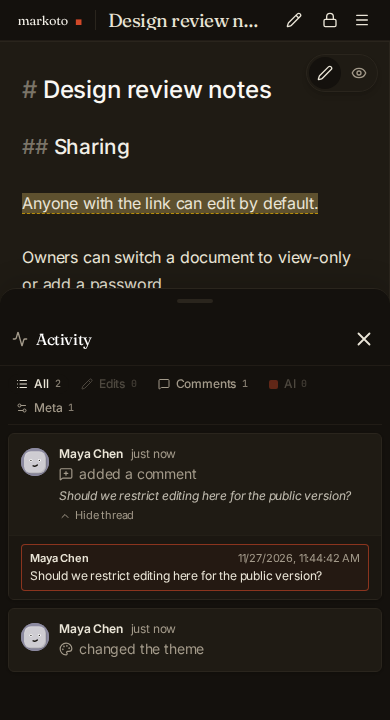 markoto
Design review n...
# Design review notes
## Sharing
Anyone with the link can edit by default.
Owners can switch a document to view-only
or add a password
Activity
All 2 Edits 0 Comments 1 AI 0
Meta 1
Maya Chen just now
added a comment
Should we restrict editing here for the public version?
Hide thread
Maya Chen 11/27/2026, 11:44:42 AM
Should we restrict editing here for the public version?
Maya Chen just now
changed the theme